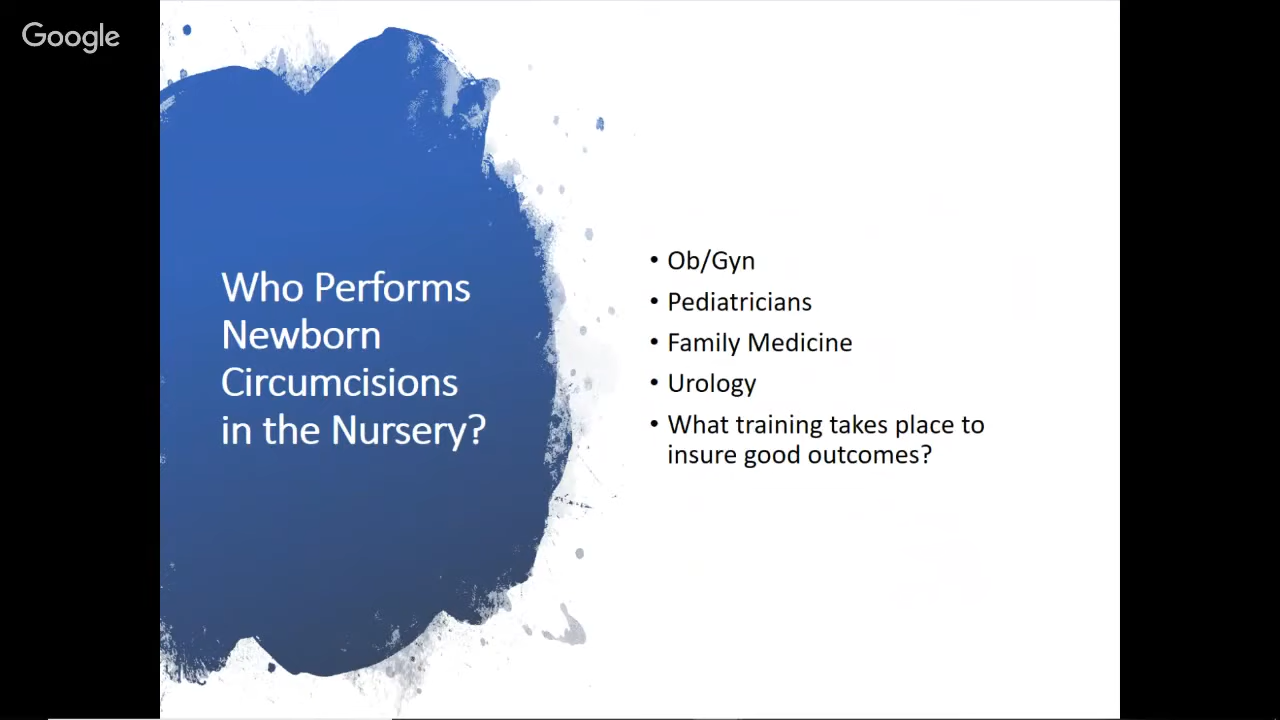 Google
Who Performs
Newborn
Circumcisions
in the Nursery?
• Ob/Gyn
• Pediatricians
• Family Medicine
• Urology
• What training takes place to
insure good outcomes?